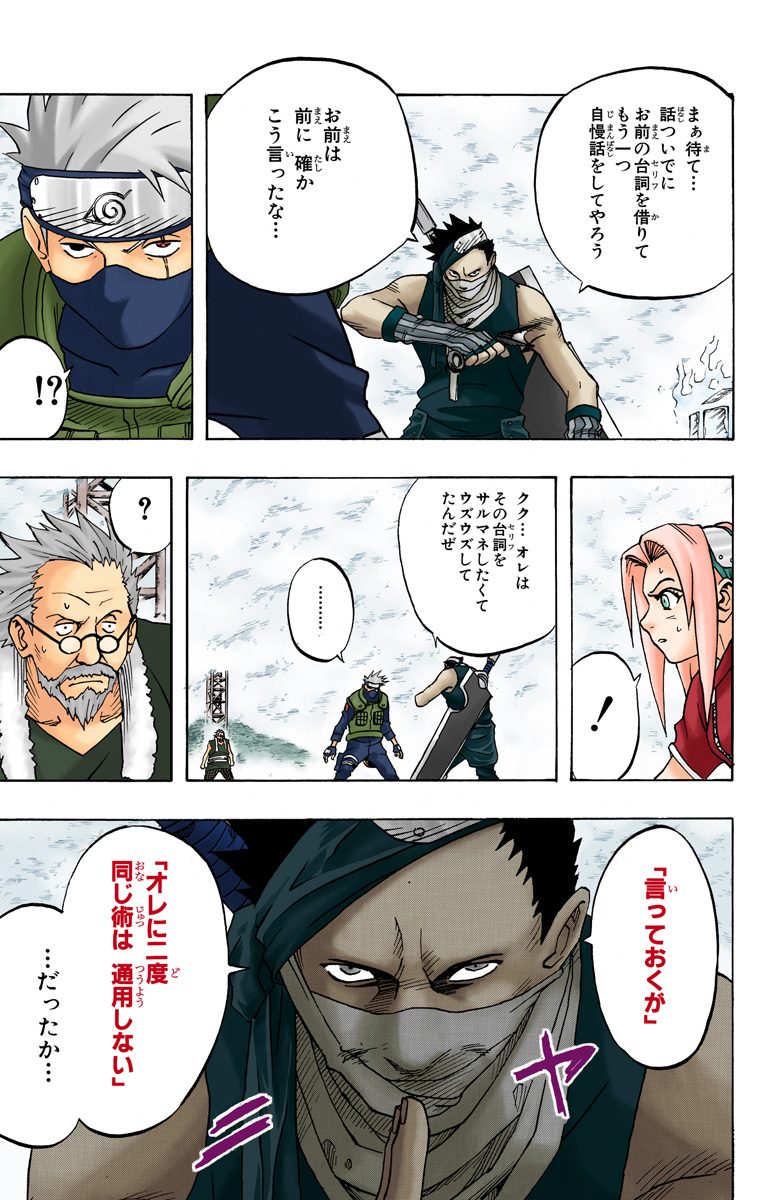 まぁ待て…
話ついでに
お前の台詞を借りて
もう一つ
自慢話をしてやろう
お前は
前に 確か
こう言ったな…
!?
!
クク… オレは
その台詞を
サルマネしたくて
ウズウズして
たんだぜ
………
?
「言っておくが」
「オレに二度
同じ術は 通用しない」
…だったか…
ニヤ